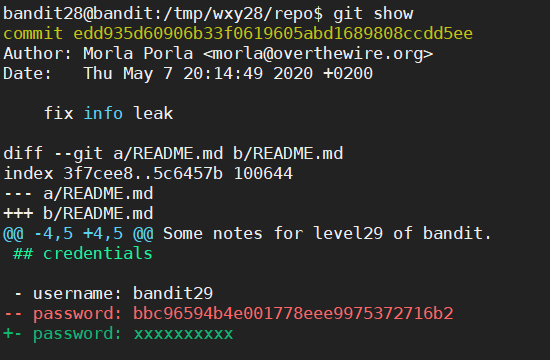 bandit28@bandit:/tmp/wxy28/repo$ git show
commit edd935d60906b33f0619605abd1689808ccdd5ee
Author: Morla Porla <morla@overthewire.org>
Date:   Thu May 7 20:14:49 2020 +0200
    fix info leak
diff --git a/README.md b/README.md
index 3f7cee8..5c6457b 100644
--- a/README.md
+++ b/README.md
@@ -4,5 +4,5 @@ Some notes for level29 of bandit.
 ## credentials
 - username: bandit29
-- password: bbc96594b4e001778eee9975372716b2
+- password: xxxxxxxxxx